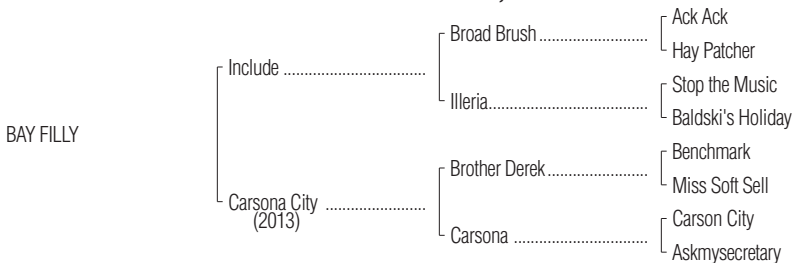 Ack Ack
Broad Brush
Hay Patcher
Include
Stop the Music
Illeria
Baldski's Holiday
BAY FILLY
Benchmark
Brother Derek
Miss Soft Sell
Carsona City
(2013)
Carson City
Carsona
Askmysecretary